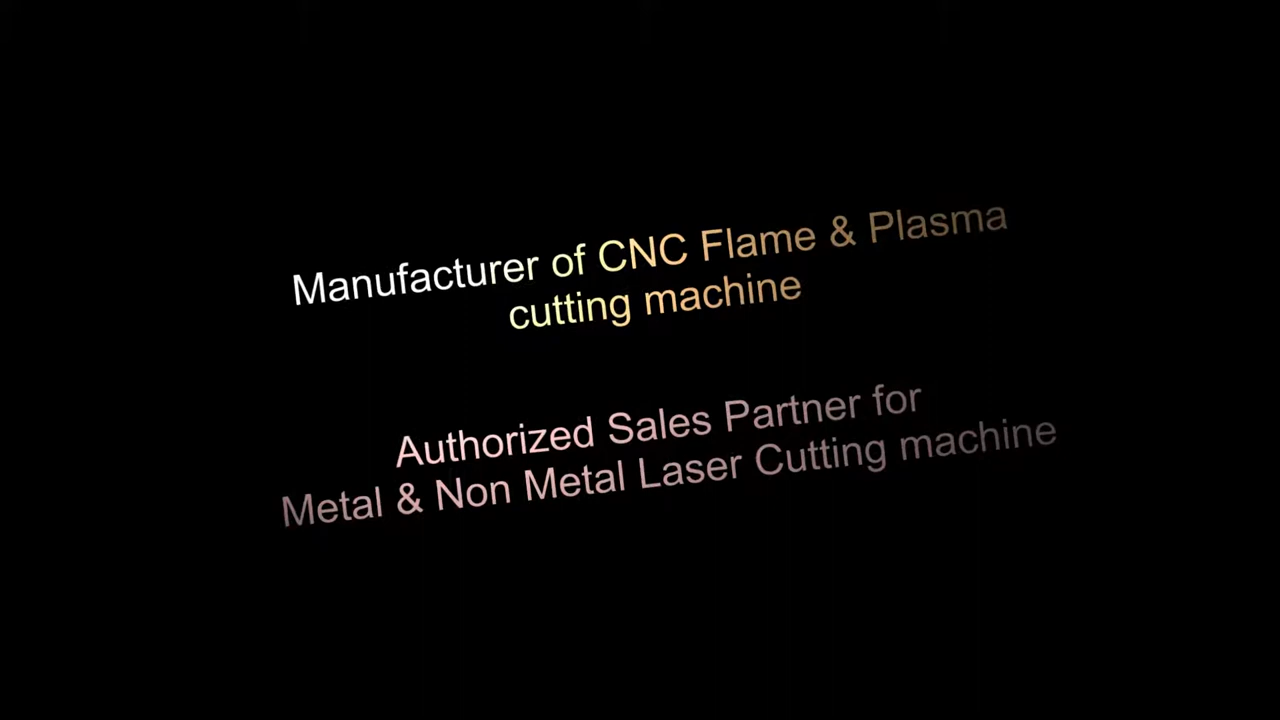 Manufacturer of CNC Flame & Plasma
cutting machine
Authorized Sales Partner for
Metal & Non Metal Laser Cutting machine